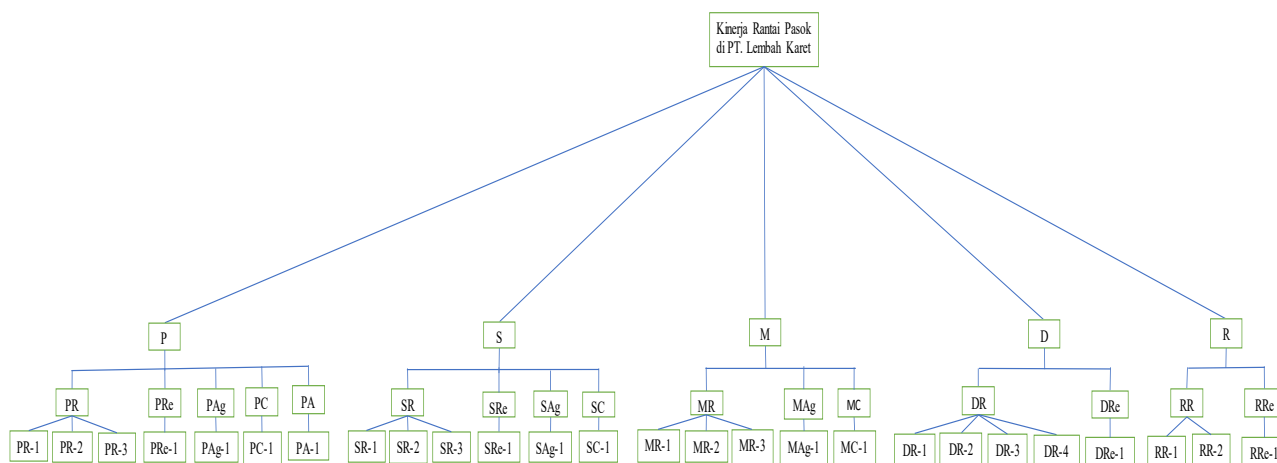 Kinerja Rantai Pasok
di PT. Lembah Karet
P
S
M
D
R
PR
PRe
PAg
PC
PA
SR
SRe
SAg
SC
MR
MAg
MC
DR
DRe
RR
RRe
PR-1
PR-2
PR-3
PRe-1
PAg-1
PC-1
PA-1
SR-1
SR-2
SR-3
SRe-1
SAg-1
SC-1
MR-1
MR-2
MR-3
MAg-1
MC-1
DR-1
DR-2
DR-3
DR-4
DRe-1
RR-1
RR-2
RRe-1